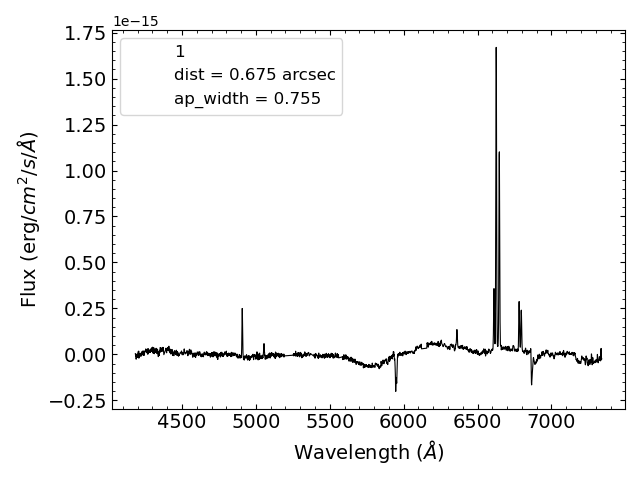 1e−15
1.75
1.50
1.25
1.00
0.75
0.50
0.25
0.00
−0.25
Flux (erg/cm²/s/Å)
1
dist = 0.675 arcsec
ap_width = 0.755
4500 5000 5500 6000 6500 7000
Wavelength (Å)